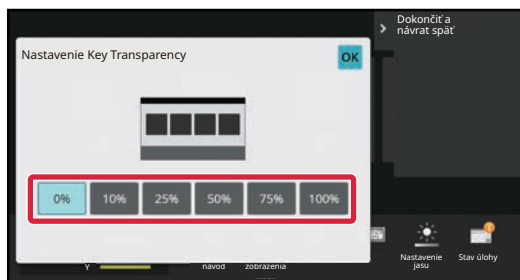 Dokončiť a
návrat späť
Nastavenie Key Transparency
OK
0% 10% 25% 50% 75% 100%
Nastavenie
jasu
Stav úlohy
Y
návod
zobrazenia